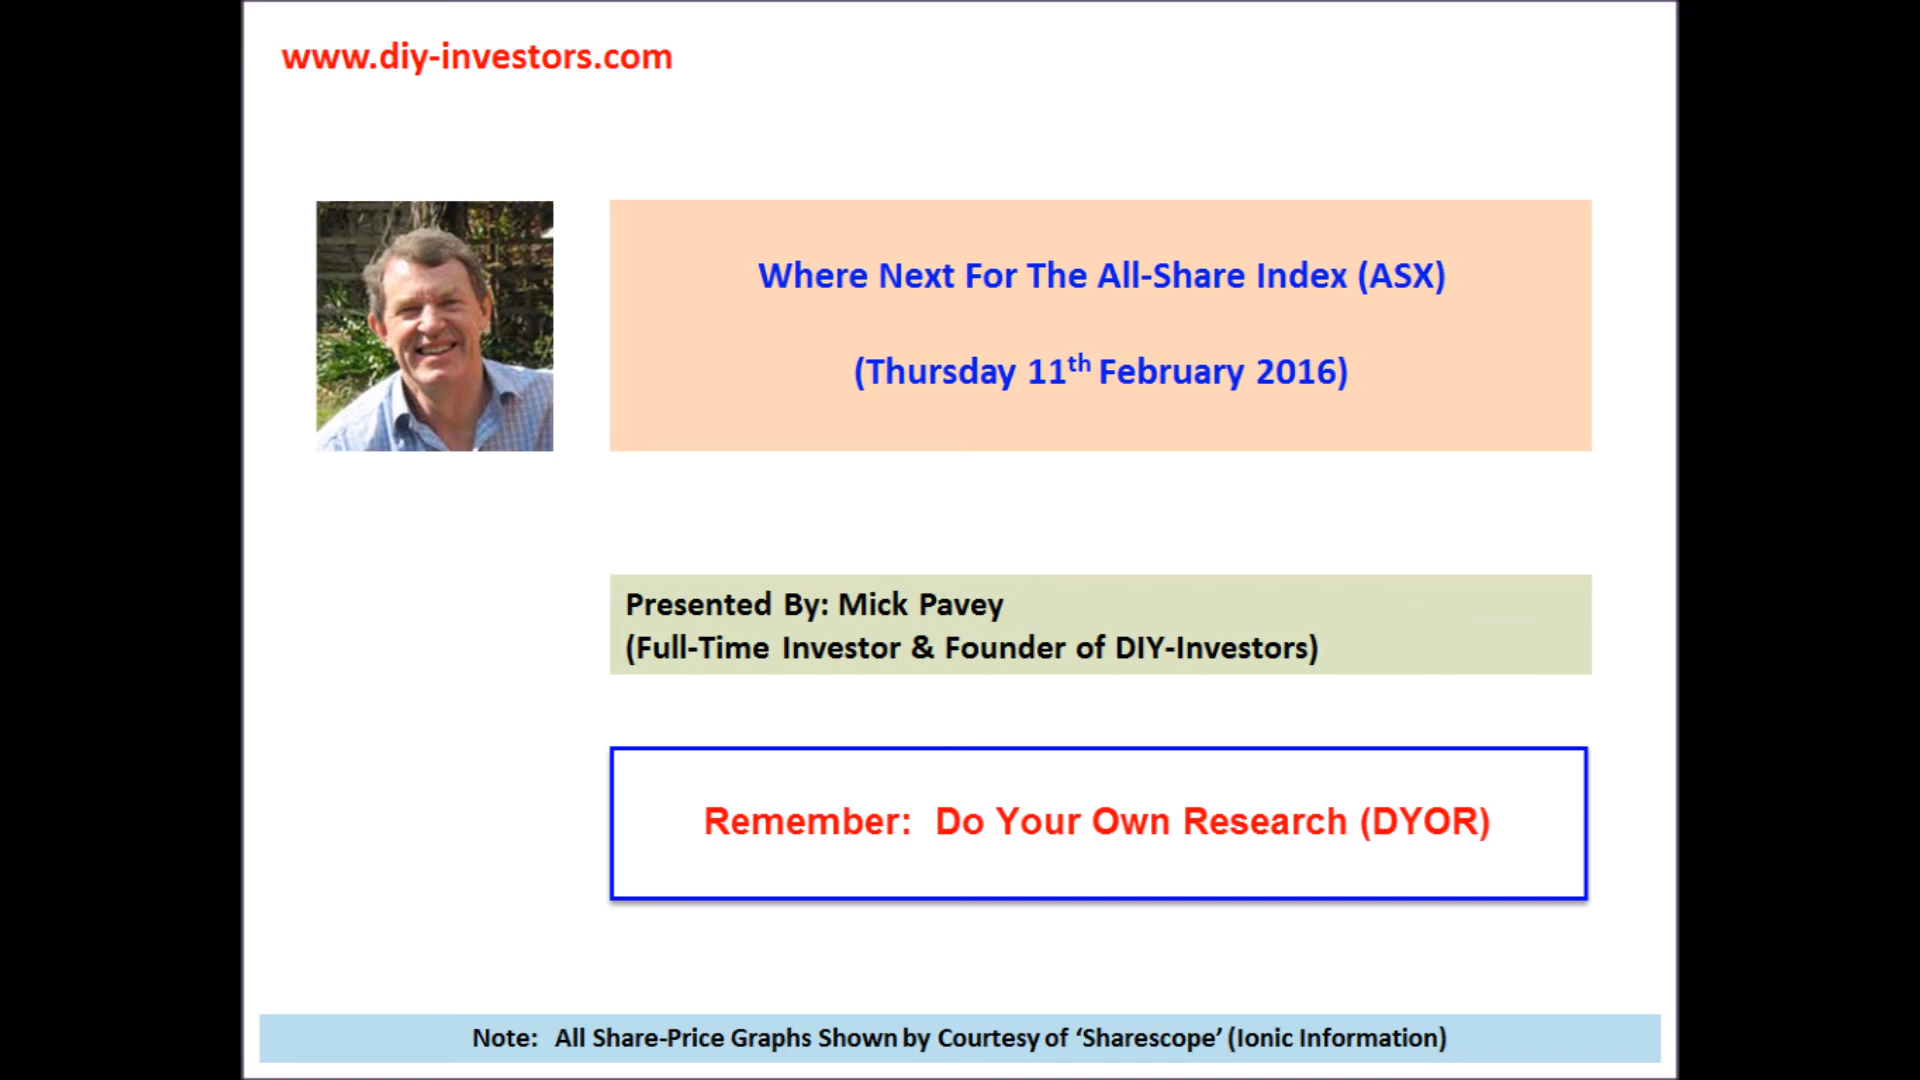 www.diy-investors.com
Where Next For The All-Share Index (ASX)
(Thursday 11th February 2016)
Presented By: Mick Pavey
(Full-Time Investor & Founder of DIY-Investors)
Remember: Do Your Own Research (DYOR)
Note: All Share-Price Graphs Shown by Courtesy of ‘Sharescope’ (Ionic Information)